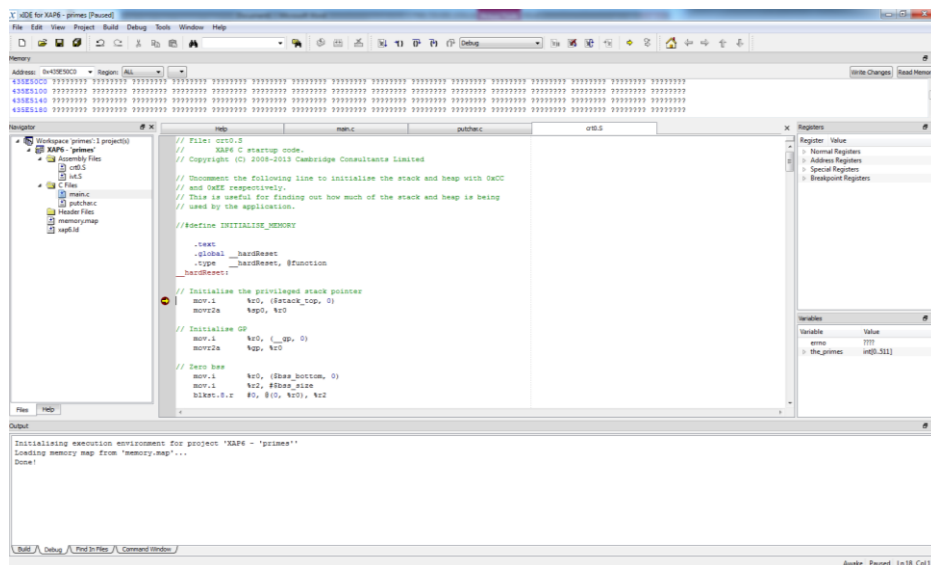 xIDE for XAP6 - primes [Paused]
File Edit View Project Build Debug Tools Window Help
Debug
Memory
Address: 0x435E50C0 Region: ALL Write Changes Read Memor
435E50C0 ???????? ???????? ???????? ???????? ???????? ???????? ???????? ???????? ???????? ???????? ???????? ???????? ???????? ???????? ???????? ????????
435E5100 ???????? ???????? ???????? ???????? ???????? ???????? ???????? ???????? ???????? ???????? ???????? ???????? ???????? ???????? ???????? ????????
435E5140 ???????? ???????? ???????? ???????? ???????? ???????? ???????? ???????? ???????? ???????? ???????? ???????? ???????? ???????? ???????? ????????
435E5180 ???????? ???????? ???????? ???????? ???????? ???????? ???????? ???????? ???????? ???????? ???????? ???????? ???????? ???????? ???????? ????????
Navigator
Workspace 'primes': 1 project(s)
XAP6 - 'primes'
Assembly Files
crt0.S
ivt.S
C Files
main.c
putchar.c
Header Files
memory.map
xap6.ld
Files Help
Help main.c putchar.c crt0.S
// File: crt0.S
// XAP6 C startup code.
// Copyright (C) 2008-2013 Cambridge Consultants Limited
// Uncomment the following line to initialise the stack and heap with 0xCC
// and 0xEE respectively.
// This is useful for finding out how much of the stack and heap is being
// used by the application.
//#define INITIALISE_MEMORY
.text
.global __hardReset
.type __hardReset, @function
__hardReset:
// Initialise the privileged stack pointer
mov.i %r0, ($stack_top, 0)
movr2a %sp0, %r0
// Initialise GP
mov.i %r0, (__gp, 0)
movr2a %gp, %r0
// Zero bss
mov.i %r0, ($bss_bottom, 0)
mov.i %r2, #$bss_size
blkst.8.r #0, @(0, %r0), %r2
Registers
Register Value
Normal Registers
Address Registers
Special Registers
Breakpoint Registers
Variables
Variable Value
errno ????
the_primes int[0..311]
Output
Initialising execution environment for project 'XAP6 - 'primes''
Loading memory map from 'memory.map'...
Done!
Build Debug Find In Files Command Window
Awake Paused Ln 18, Col 1